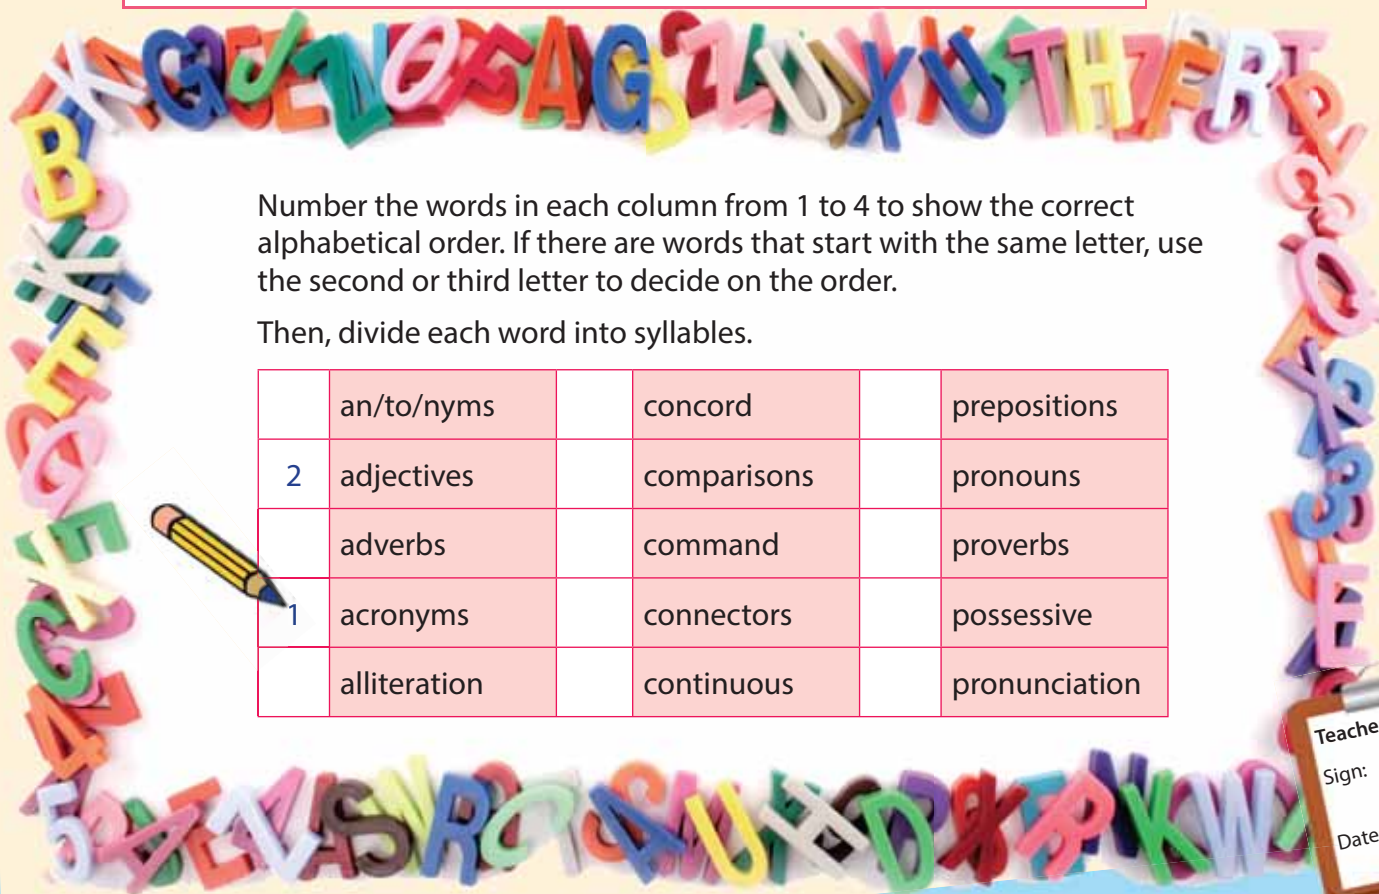 Number the words in each column from 1 to 4 to show the correct
alphabetical order. If there are words that start with the same letter, use
the second or third letter to decide on the order.
Then, divide each word into syllables.
an/to/nyms concord prepositions
2 adjectives comparisons pronouns
adverbs command proverbs
1 acronyms connectors possessive
alliteration continuous pronunciation
Teache
Sign:
Date